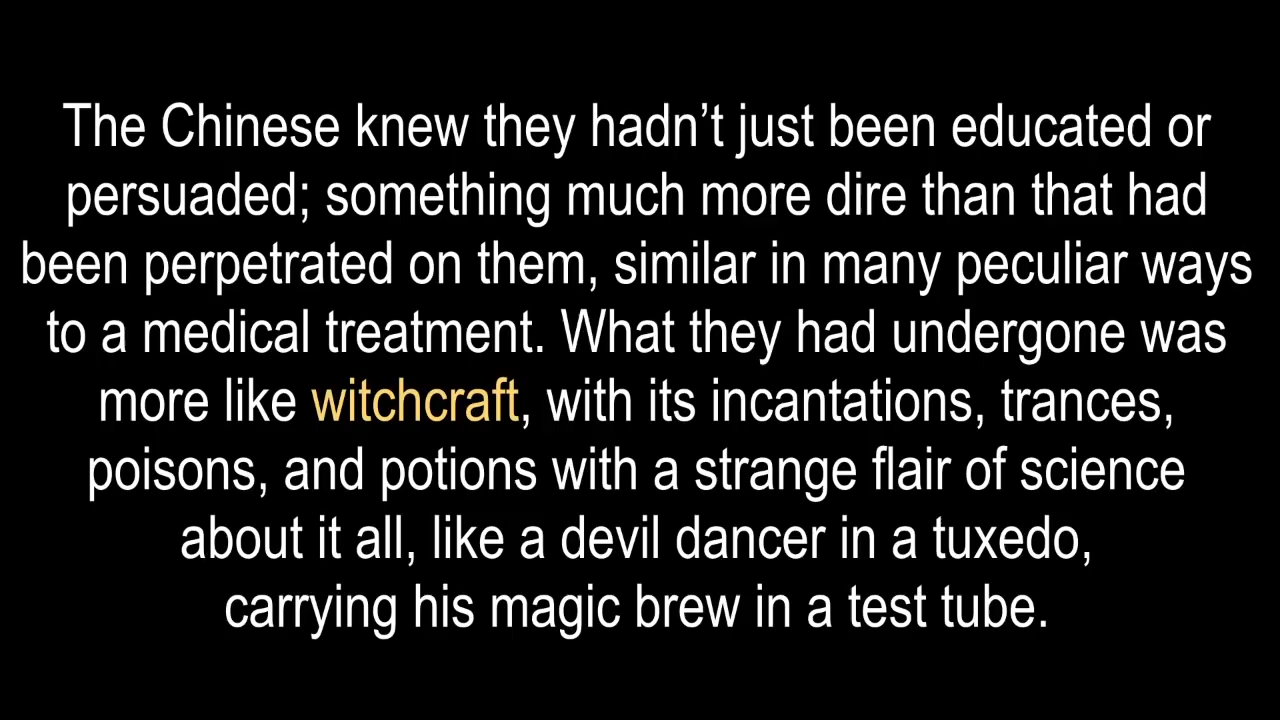 The Chinese knew they hadn’t just been educated or
persuaded; something much more dire than that had
been perpetrated on them, similar in many peculiar ways
to a medical treatment. What they had undergone was
more like witchcraft, with its incantations, trances,
poisons, and potions with a strange flair of science
about it all, like a devil dancer in a tuxedo,
carrying his magic brew in a test tube.